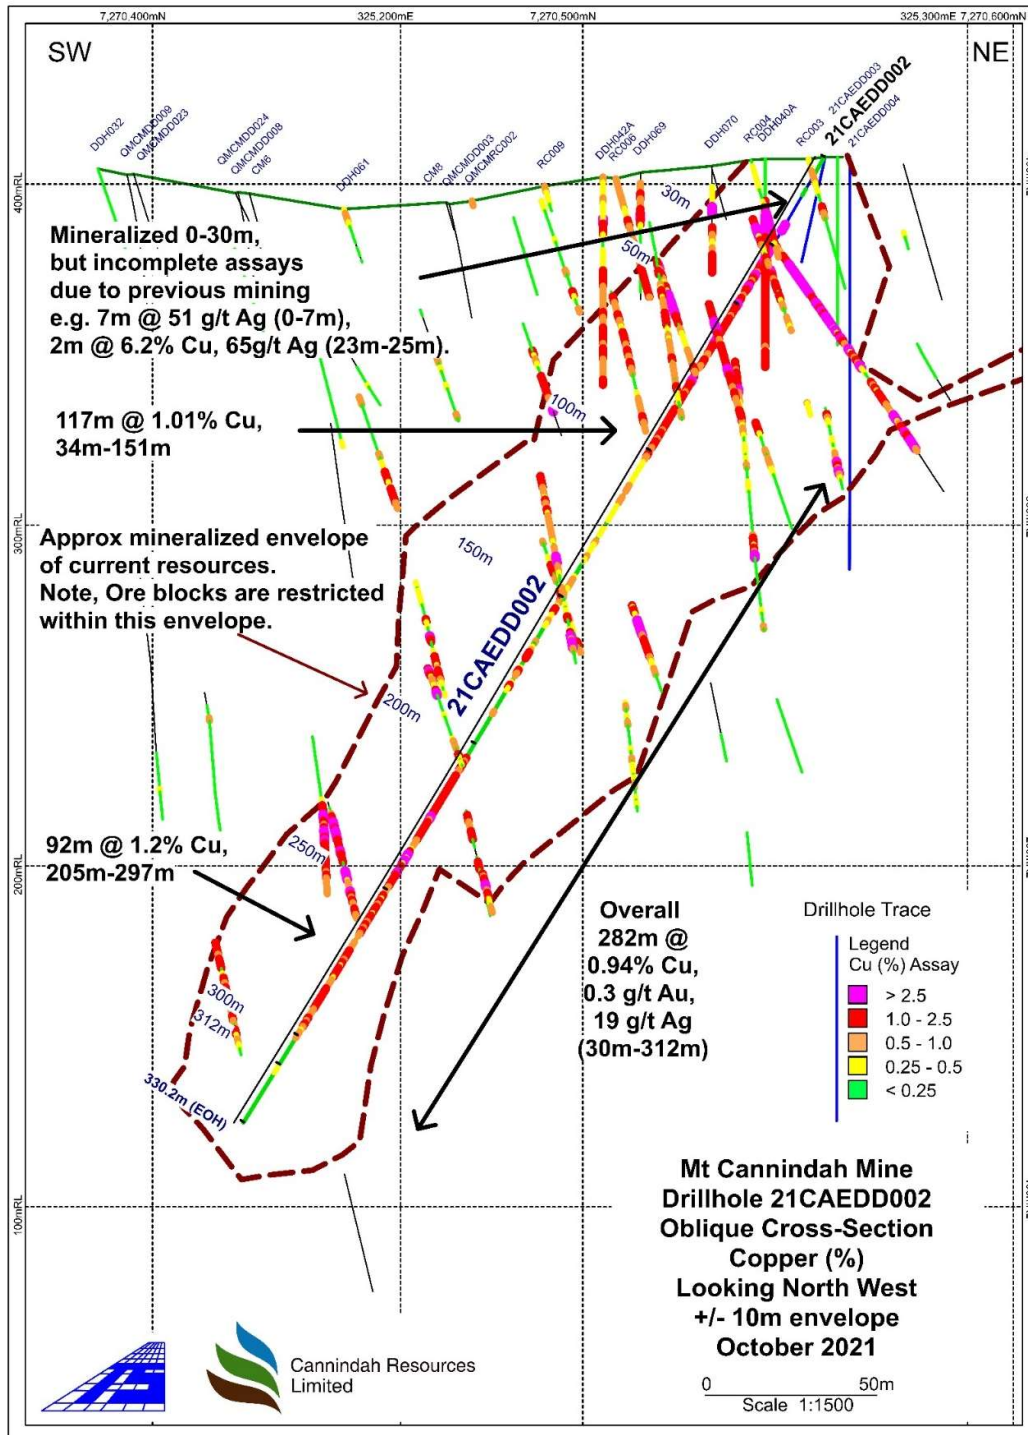 7,270,400mN
325,200mE
7,270,500mN
325,300mE
7,270,600mN
SW
NE
DDH032
QMCMDD009
QMCMDD023
QMCMDD024
QMCMDD008
CM6
DDH061
CM8
QMCMDD003
QMCMRC002
RC009
DDH042A
RC006
DDH069
DDH070
RC004
DDH040A
RC003
21CAEDD003
21CAEDD002
21CAEDD004
400mRL
30m
50m
Mineralized 0-30m,
but incomplete assays
due to previous mining
e.g. 7m @ 51 g/t Ag (0-7m),
2m @ 6.2% Cu, 65g/t Ag (23m-25m).
100m
117m @ 1.01% Cu,
34m-151m
300mRL
Approx mineralized envelope
of current resources.
Note, Ore blocks are restricted
within this envelope.
150m
21CAEDD002
200m
92m @ 1.2% Cu,
205m-297m
250m
200mRL
300m
312m
330.2m (EOH)
Overall
282m @
0.94% Cu,
0.3 g/t Au,
19 g/t Ag
(30m-312m)
Drillhole Trace
Legend
Cu (%) Assay
> 2.5
1.0 - 2.5
0.5 - 1.0
0.25 - 0.5
< 0.25
100mRL
Mt Cannindah Mine
Drillhole 21CAEDD002
Oblique Cross-Section
Copper (%)
Looking North West
+/- 10m envelope
October 2021
Cannindah Resources
Limited
0 50m
Scale 1:1500